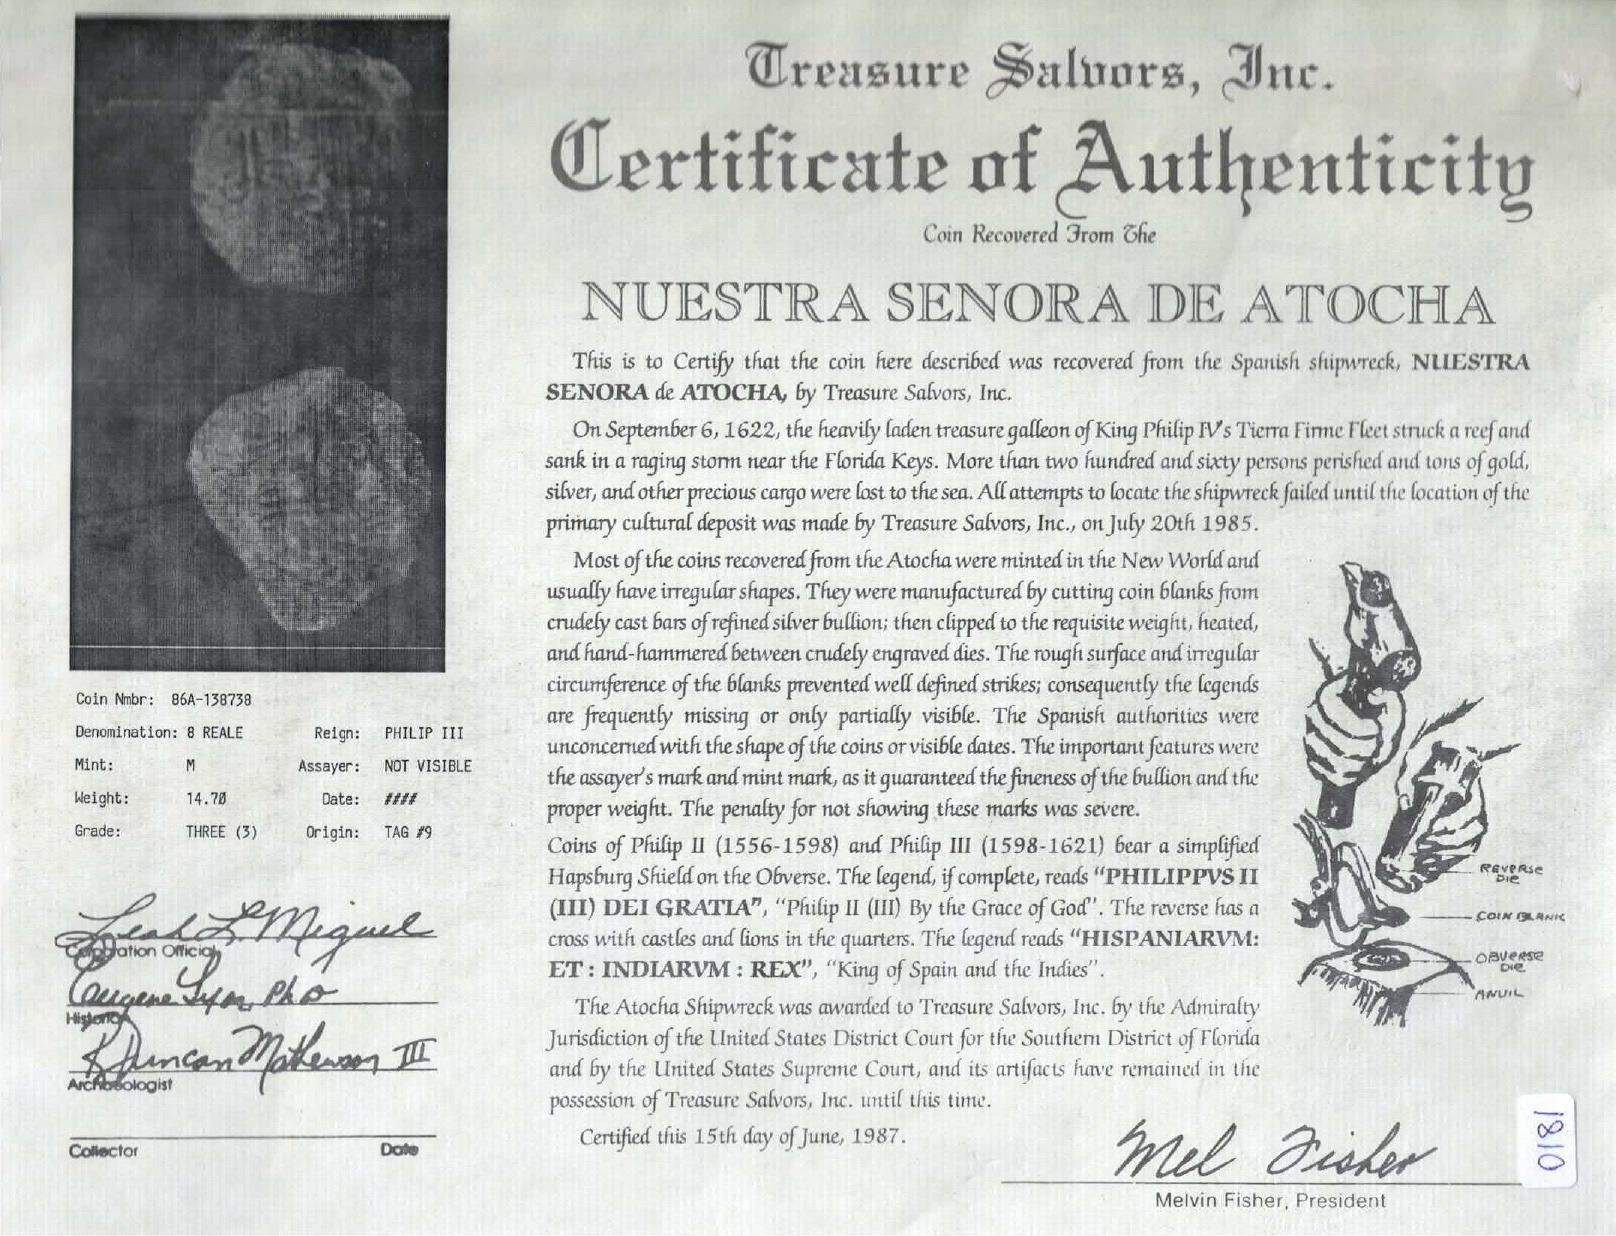 Treasure Salvors, Inc.
Certificate of Authenticity
Coin Recovered From The
NUESTRA SENORA DE ATOCHA
This is to Certify that the coin here described was recovered from the Spanish shipwreck, NUESTRA
SENORA de ATOCHA, by Treasure Salvors, Inc.
On September 6, 1622, the heavily laden treasure galleon of King Philip IV's Tierra Firme Fleet struck a reef and
sank in a raging storm near the Florida Keys. More than two hundred and sixty persons perished and tons of gold,
silver, and other precious cargo were lost to the sea. All attempts to locate the shipwreck failed until the location of the
primary cultural deposit was made by Treasure Salvors, Inc., on July 20th 1985.
Most of the coins recovered from the Atocha were minted in the New World and
usually have irregular shapes. They were manufactured by cutting coin blanks from
crudely cast bars of refined silver bullion; then clipped to the requisite weight, heated,
and hand-hammered between crudely engraved dies. The rough surface and irregular
circumference of the blanks prevented well defined strikes; consequently the legends
are frequently missing or only partially visible. The Spanish authorities were
unconcerned with the shape of the coins or visible dates. The important features were
the assayer's mark and mint mark, as it guaranteed the fineness of the bullion and the
proper weight. The penalty for not showing these marks was severe.
Coins of Philip II (1556-1598) and Philip III (1598-1621) bear a simplified
Hapsburg Shield on the Obverse. The legend, if complete, reads "PHILIPPVS II
(III) DEI GRATIA", "Philip II (III) By the Grace of God". The reverse has a
cross with castles and lions in the quarters. The legend reads "HISPANIARVM:
ET : INDIARVM : REX", "King of Spain and the Indies".
The Atocha Shipwreck was awarded to Treasure Salvors, Inc. by the Admiralty
Jurisdiction of the United States District Court for the Southern District of Florida
and by the United States Supreme Court, and its artifacts have remained in the
possession of Treasure Salvors, Inc. until this time.
Certified this 15th day of June, 1987.
Mel Fisher
Melvin Fisher, President
REVERSE
DIE
COIN BLANK
OBVERSE
DIE
ANVIL
1810
Coin Nmbr: 86A-138738
Denomination: 8 REALE Reign: PHILIP III
Mint: M Assayer: NOT VISIBLE
Weight: 14.70 Date: ####
Grade: THREE (3) Origin: TAG #9
Leah L. Miguel
Corporation Official
Eugene Lyon, PhD
Historian
R Duncan Mathewson III
Archaeologist
Collector Date